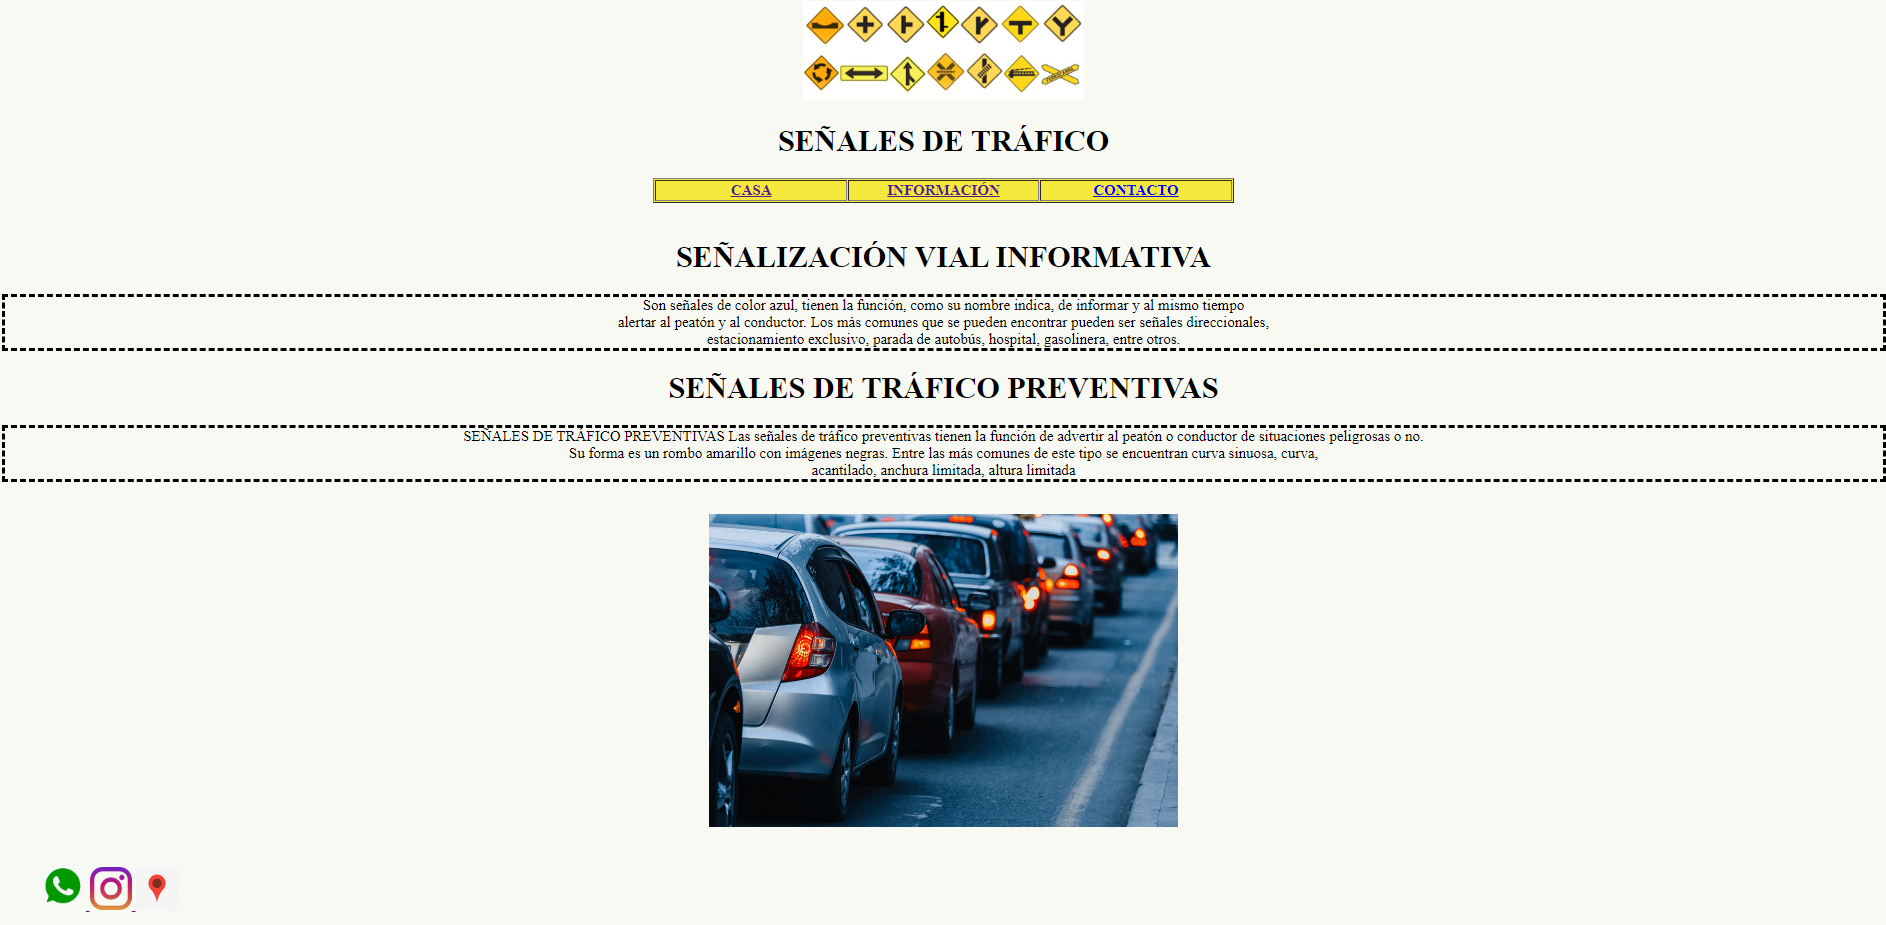 FERROCARRIL
SEÑALES DE TRÁFICO
CASA INFORMACIÓN CONTACTO
SEÑALIZACIÓN VIAL INFORMATIVA
Son señales de color azul, tienen la función, como su nombre indica, de informar y al mismo tiempo
alertar al peatón y al conductor. Los más comunes que se pueden encontrar pueden ser señales direccionales,
estacionamiento exclusivo, parada de autobús, hospital, gasolinera, entre otros.
SEÑALES DE TRÁFICO PREVENTIVAS
SEÑALES DE TRÁFICO PREVENTIVAS Las señales de tráfico preventivas tienen la función de advertir al peatón o conductor de situaciones peligrosas o no.
Su forma es un rombo amarillo con imágenes negras. Entre las más comunes de este tipo se encuentran curva sinuosa, curva,
acantilado, anchura limitada, altura limitada